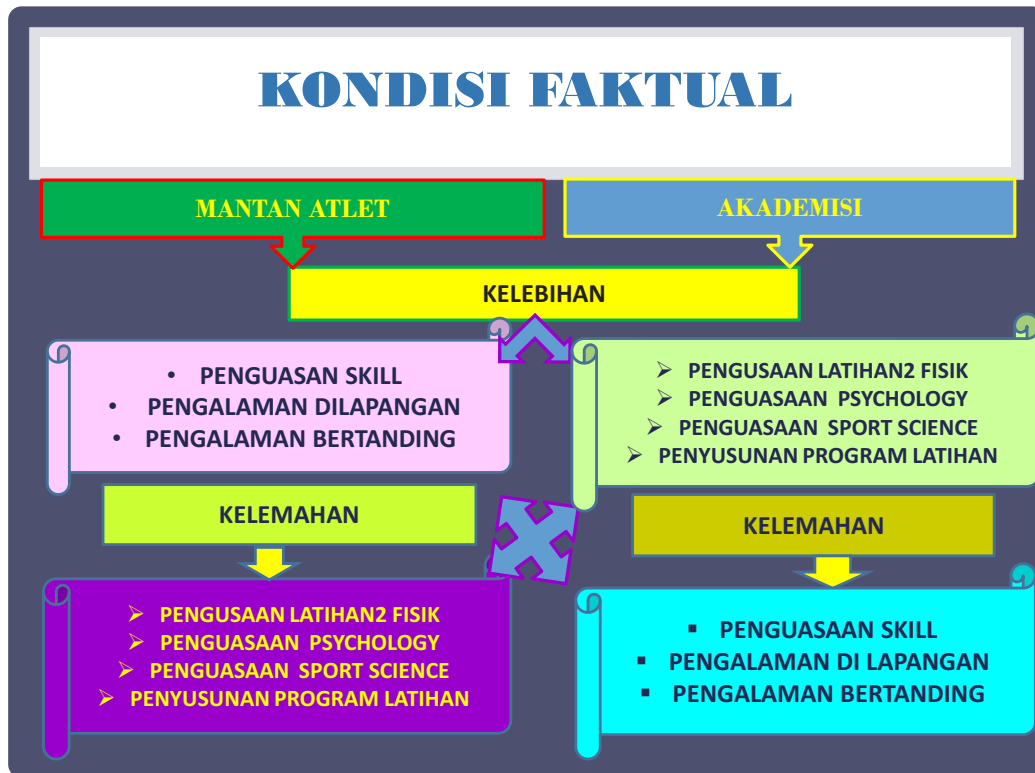 KONDISI FAKTUAL
MANTAN ATLET
AKADEMISI
KELEBIHAN
• PENGUASAN SKILL
• PENGALAMAN DILAPANGAN
• PENGALAMAN BERTANDING
➢ PENGUSAAN LATIHAN2 FISIK
➢ PENGUASAAN PSYCHOLOGY
➢ PENGUASAAN SPORT SCIENCE
➢ PENYUSUNAN PROGRAM LATIHAN
KELEMAHAN
KELEMAHAN
➢ PENGUSAAN LATIHAN2 FISIK
➢ PENGUASAAN PSYCHOLOGY
➢ PENGUASAAN SPORT SCIENCE
➢ PENYUSUNAN PROGRAM LATIHAN
▪ PENGUASAAN SKILL
▪ PENGALAMAN DI LAPANGAN
▪ PENGALAMAN BERTANDING